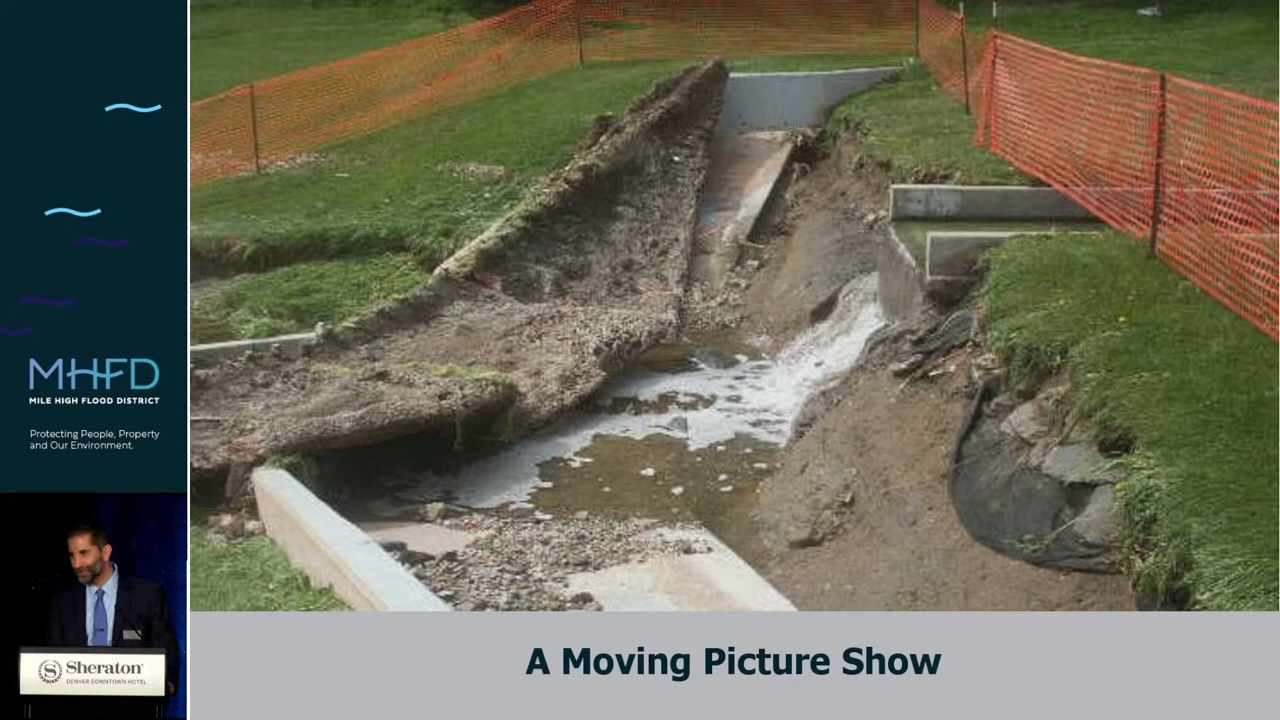 MHFD
MILE HIGH FLOOD DISTRICT
Protecting People, Property
and Our Environment.
S Sheraton
DENVER DOWNTOWN HOTEL
A Moving Picture Show